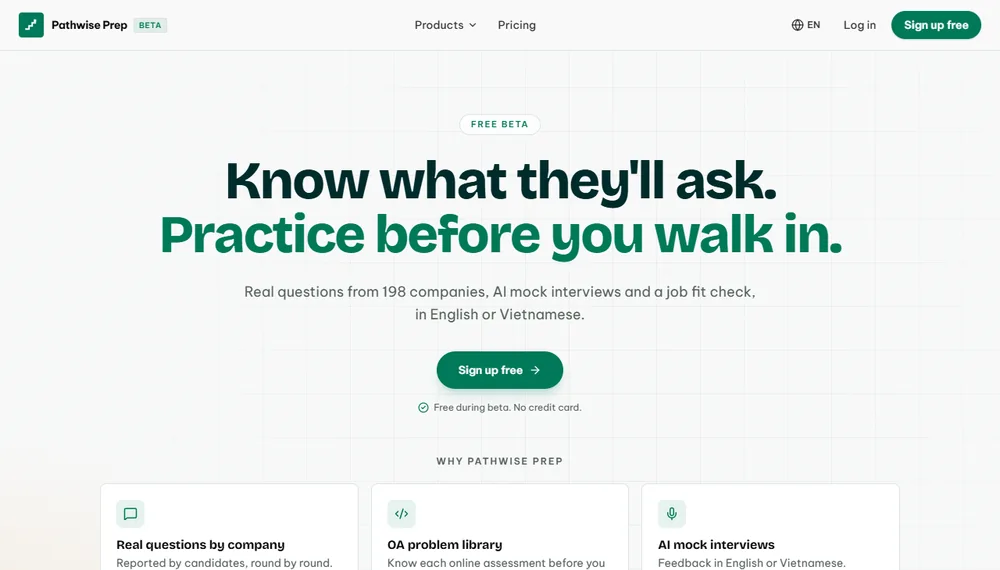 Pathwise Prep BETA
Products
Pricing
EN
Log in
Sign up free
FREE BETA
Know what they'll ask.
Practice before you walk in.
Real questions from 198 companies, AI mock interviews and a job fit check,
in English or Vietnamese.
Sign up free →
Free during beta. No credit card.
WHY PATHWISE PREP
Real questions by company
Reported by candidates, round by round.
OA problem library
Know each online assessment before you
AI mock interviews
Feedback in English or Vietnamese.